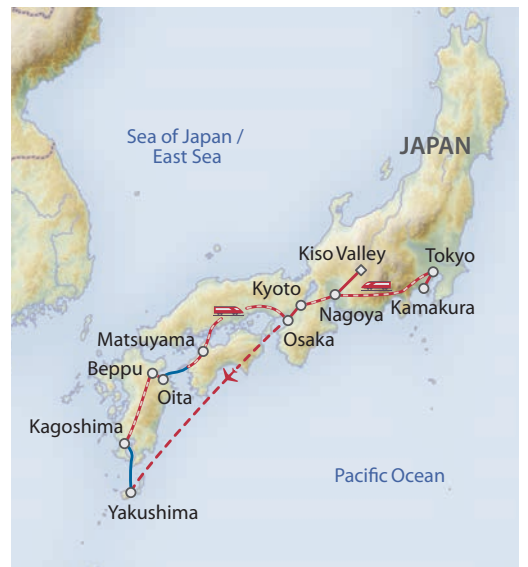 Sea of Japan /
East Sea
JAPAN
Kiso Valley
Tokyo
Kyoto
Nagoya
Kamakura
Osaka
Matsuyama
Beppu
Oita
Kagoshima
Pacific Ocean
Yakushima